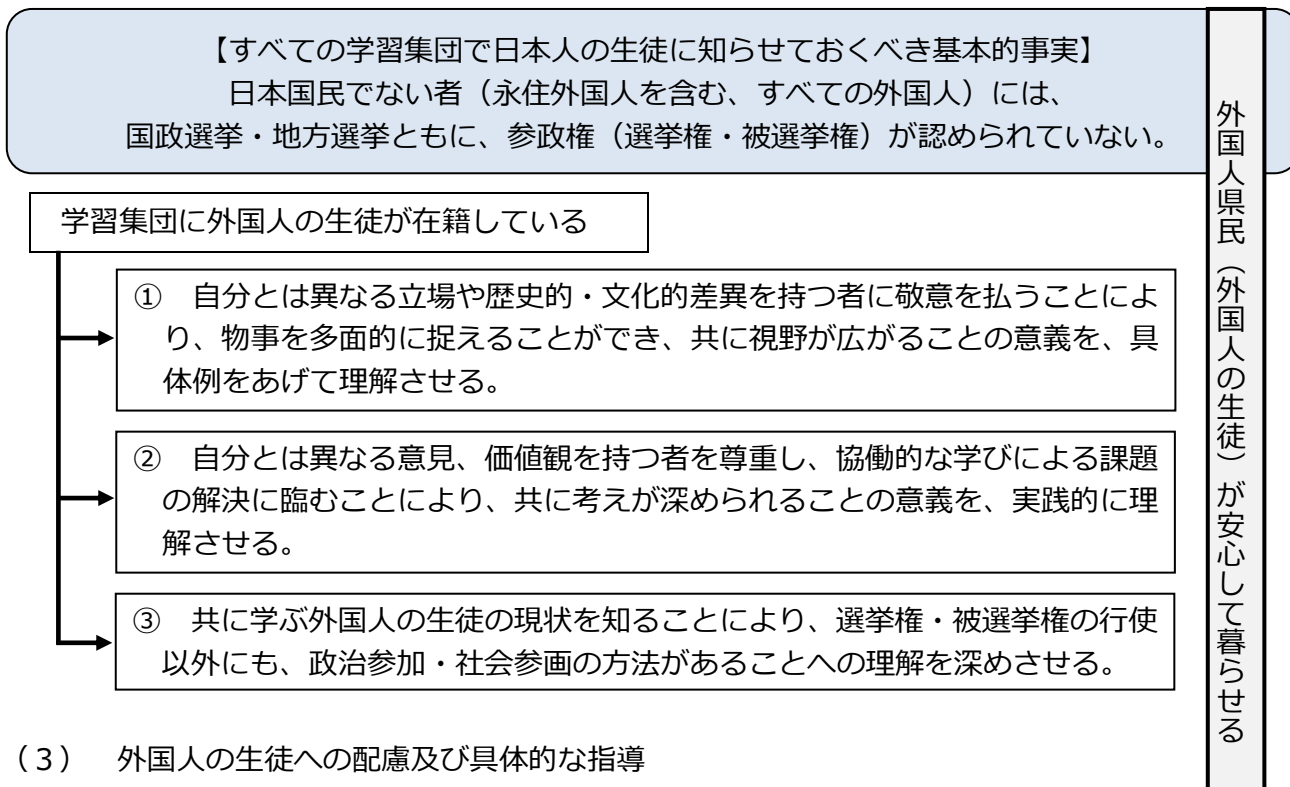 【すべての学習集団で日本人の生徒に知らせておくべき基本的事実】
日本国民でない者（永住外国人を含む、すべての外国人）には、
国政選挙・地方選挙ともに、参政権（選挙権・被選挙権）が認められていない。
学習集団に外国人の生徒が在籍している
①　自分とは異なる立場や歴史的・文化的差異を持つ者に敬意を払うことによ
り、物事を多面的に捉えることができ、共に視野が広がることの意義を、具
体例をあげて理解させる。
②　自分とは異なる意見、価値観を持つ者を尊重し、協働的な学びによる課題
の解決に臨むことにより、共に考えが深められることの意義を、実践的に理
解させる。
③　共に学ぶ外国人の生徒の現状を知ることにより、選挙権・被選挙権の行使
以外にも、政治参加・社会参画の方法があることへの理解を深めさせる。
外国人県民（外国人の生徒）が安心して暮らせる
（３）　外国人の生徒への配慮及び具体的な指導